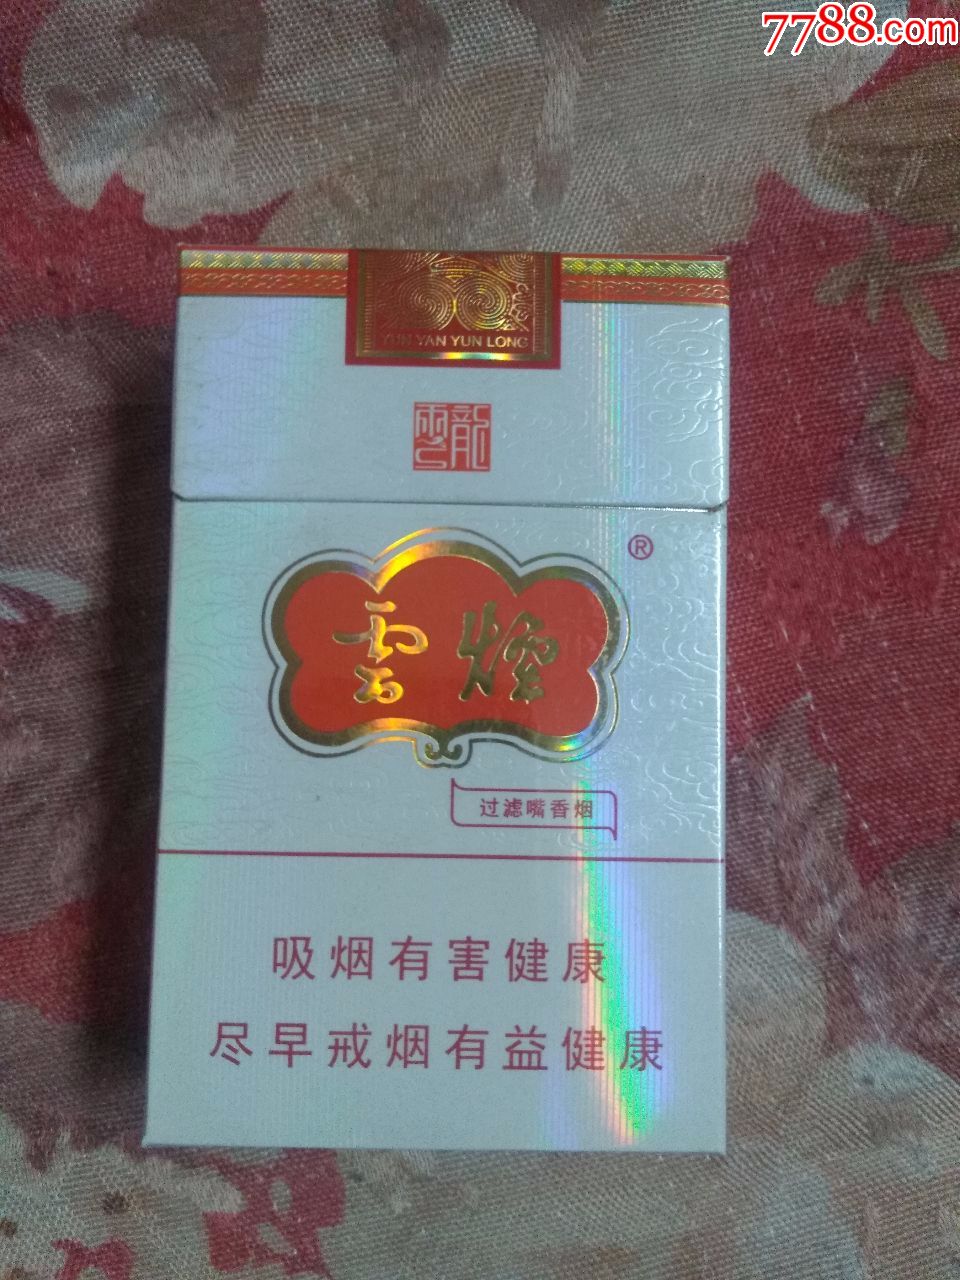 7788.com
YUN YAN YUN LONG
雲龍
®
雲煙
过滤嘴香烟
吸烟有害健康
尽早戒烟有益健康